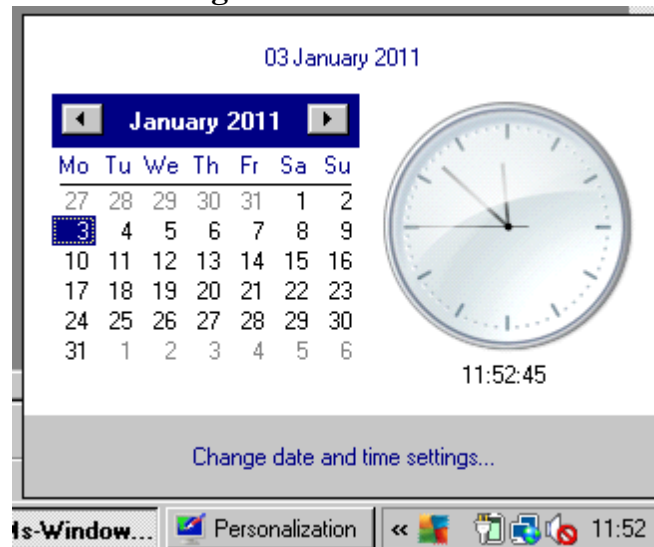 03 January 2011
January 2011
Mo Tu We Th Fr Sa Su
27 28 29 30 31 1 2
3 4 5 6 7 8 9
10 11 12 13 14 15 16
17 18 19 20 21 22 23
24 25 26 27 28 29 30
31 1 2 3 4 5 6
11:52:45
Change date and time settings...
ls-Window... Personalization « 11:52